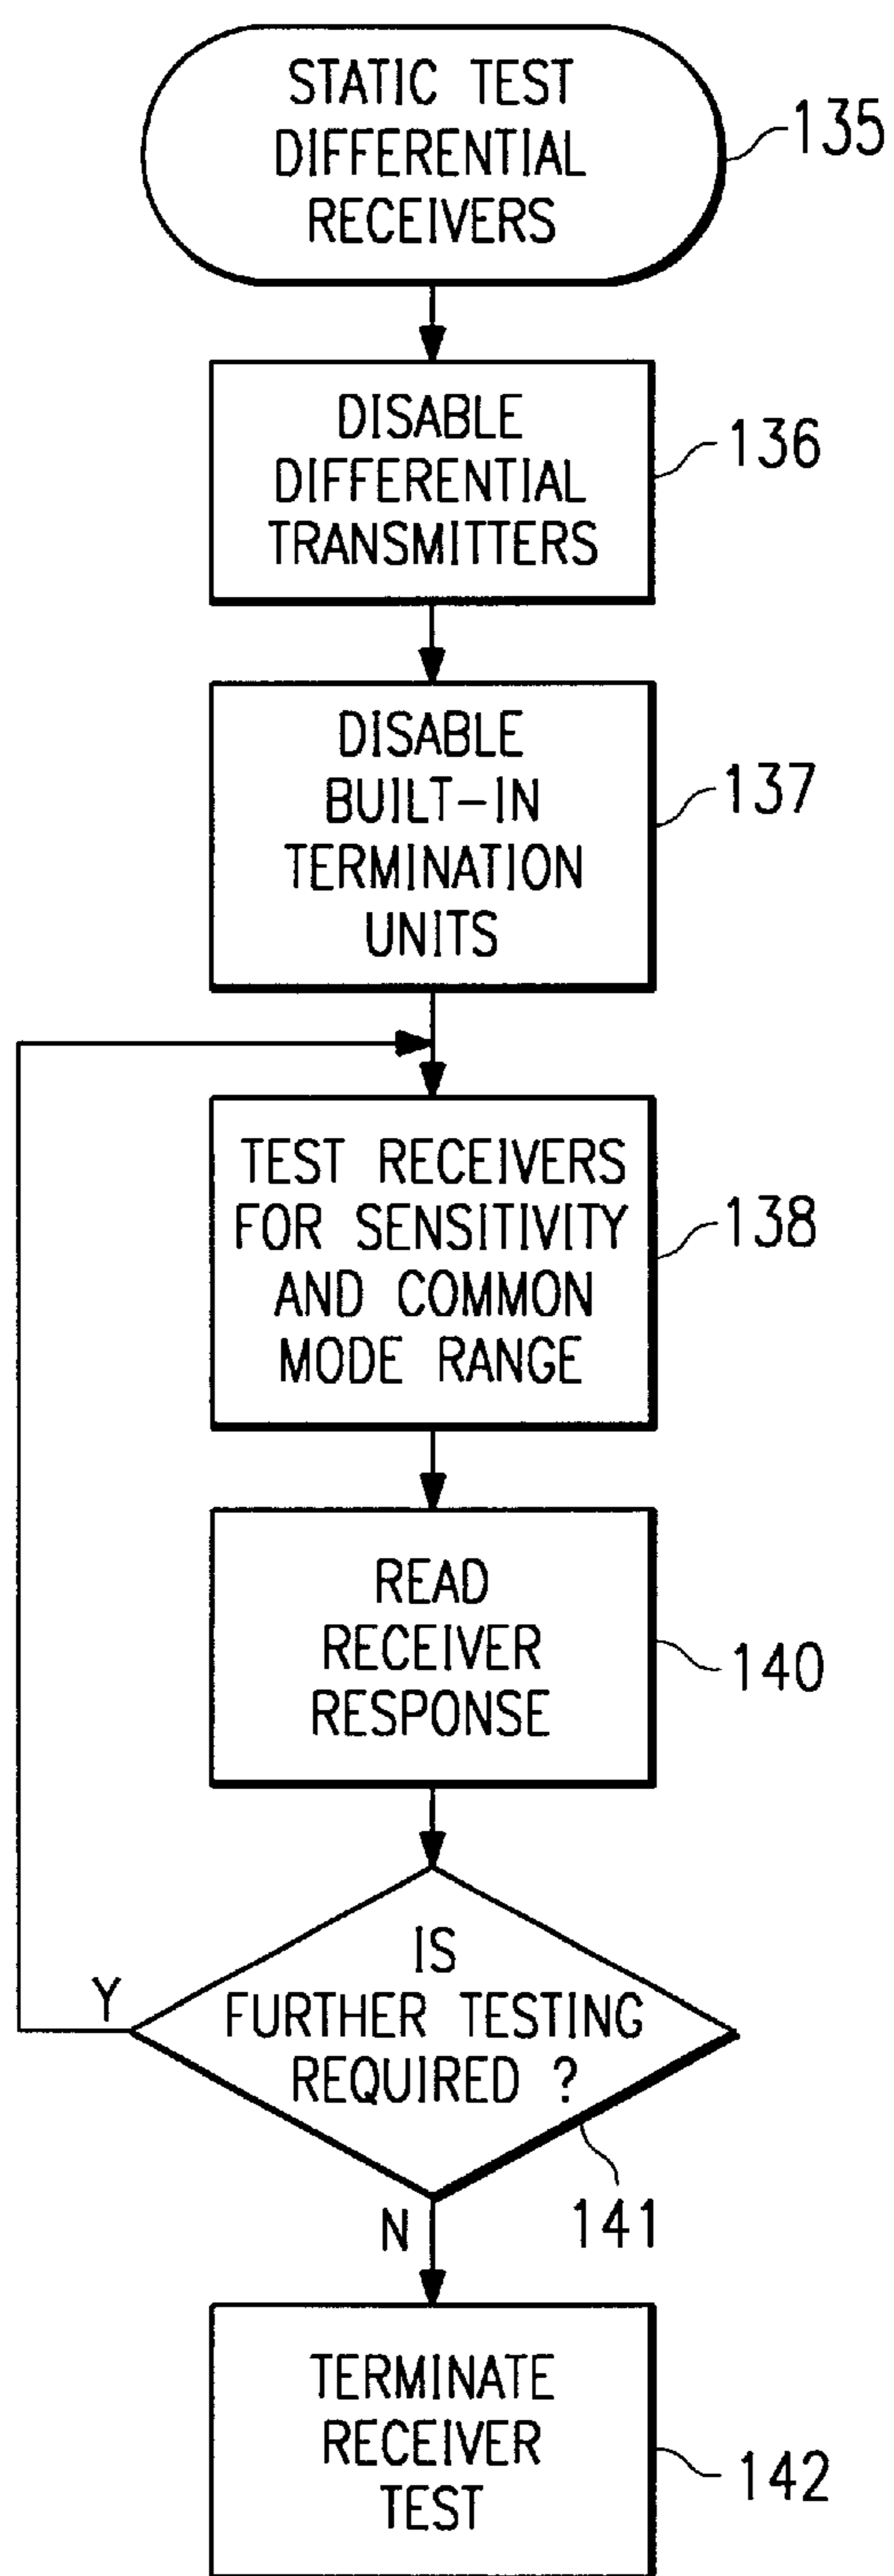 STATIC TEST
DIFFERENTIAL
RECEIVERS
135
DISABLE
DIFFERENTIAL
TRANSMITTERS
136
DISABLE
BUILT-IN
TERMINATION
UNITS
137
TEST RECEIVERS
FOR SENSITIVITY
AND COMMON
MODE RANGE
138
READ
RECEIVER
RESPONSE
140
IS
FURTHER TESTING
REQUIRED ?
Y
141
N
TERMINATE
RECEIVER
TEST
142